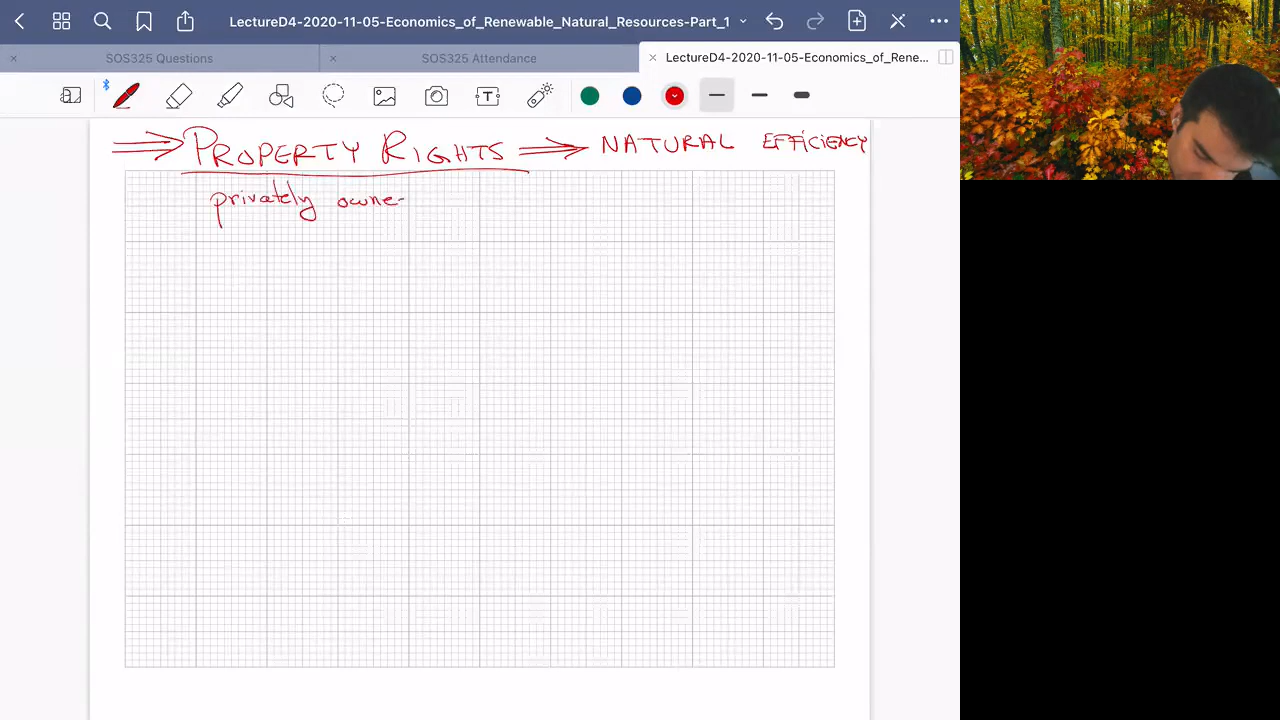 LectureD4-2020-11-05-Economics_of_Renewable_Natural_Resources-Part_1
SOS325 Questions
SOS325 Attendance
LectureD4-2020-11-05-Economics_of_Rene...
⇒ PROPERTY RIGHTS ⇒ NATURAL EFFICIENCY
privately owne